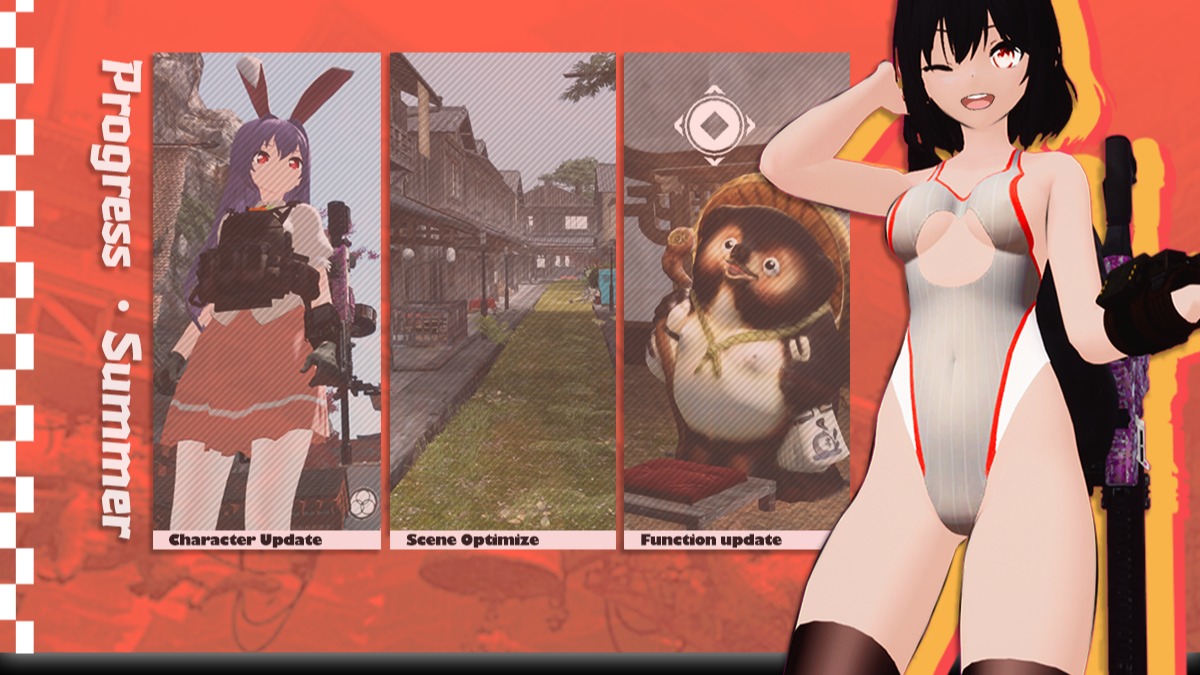 Progress · Summer
Character Update
Scene Optimize
Function update